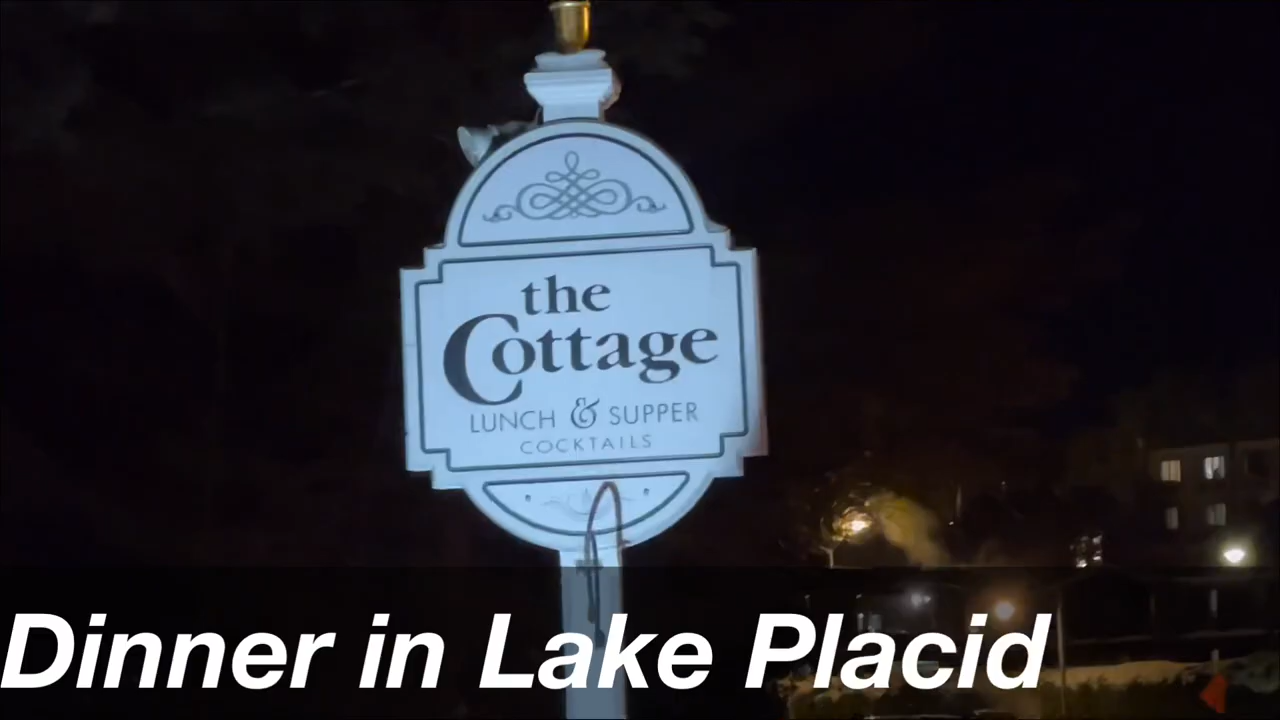 the
Cottage
LUNCH & SUPPER
COCKTAILS
Dinner in Lake Placid